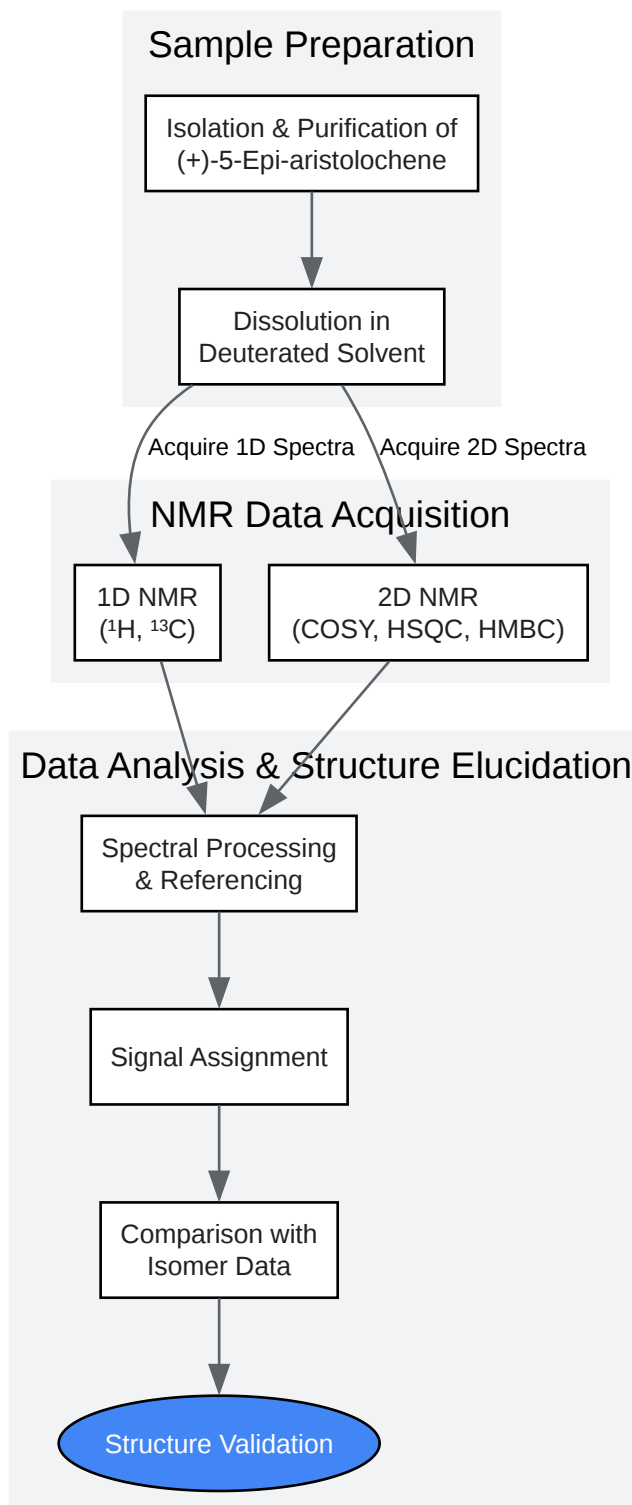 Sample Preparation
Isolation & Purification of
(+)-5-Epi-aristolochene
Dissolution in
Deuterated Solvent
Acquire 1D Spectra
Acquire 2D Spectra
NMR Data Acquisition
1D NMR
(¹H, ¹³C)
2D NMR
(COSY, HSQC, HMBC)
Data Analysis & Structure Elucidation
Spectral Processing
& Referencing
Signal Assignment
Comparison with
Isomer Data
Structure Validation